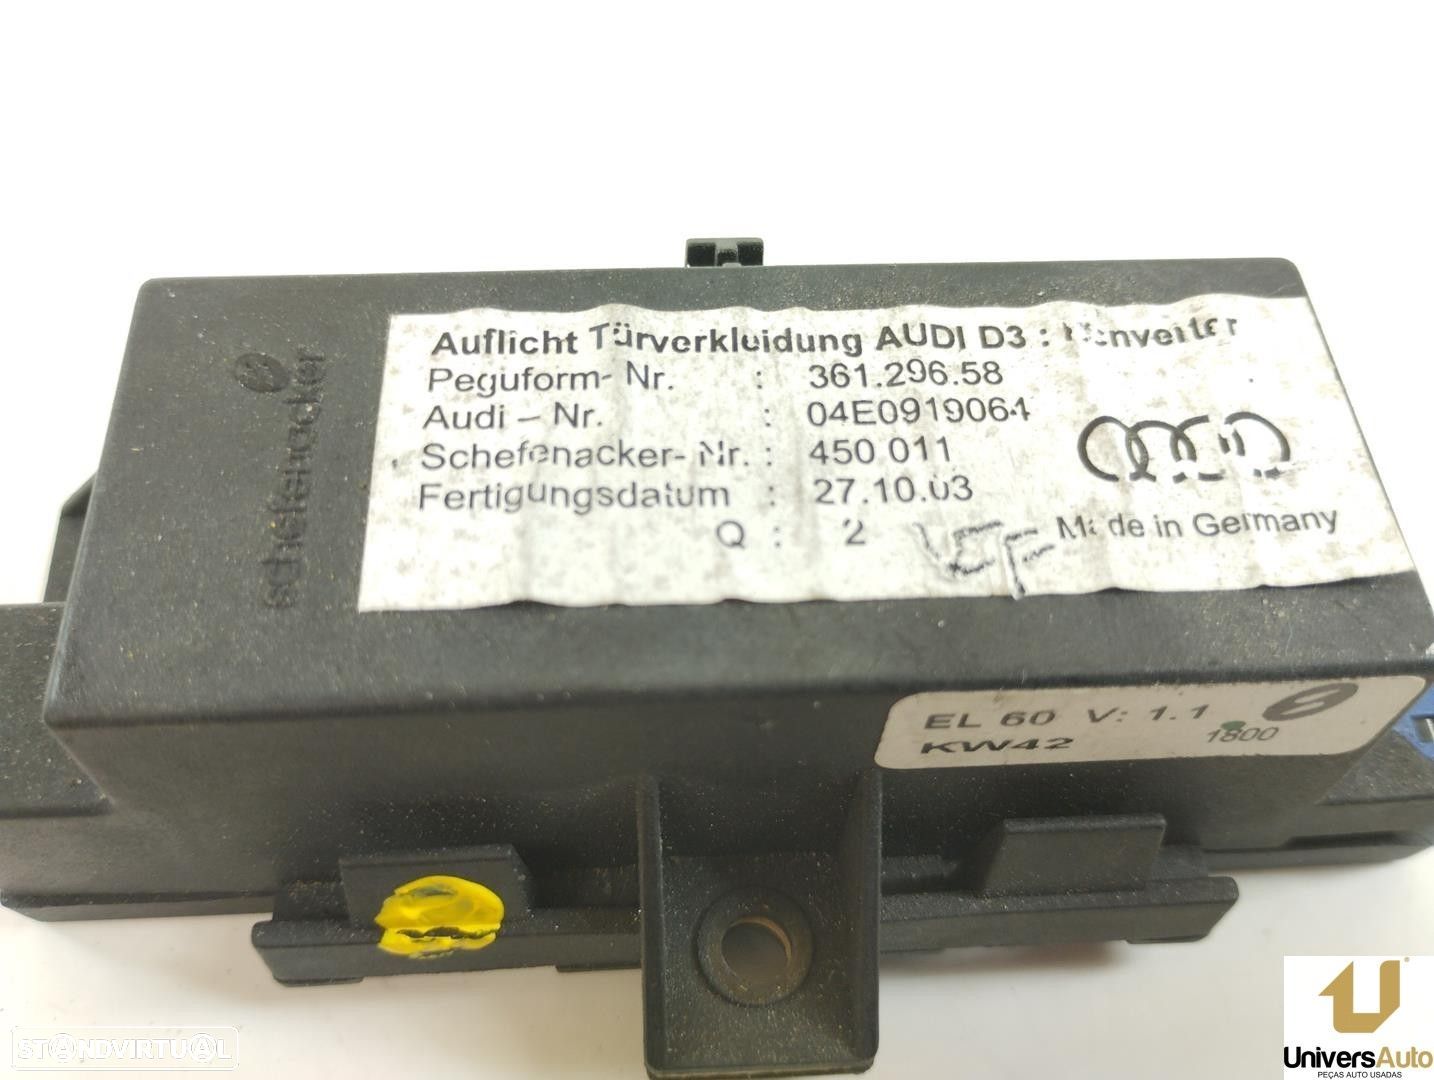 schefenacker
Auflicht Türverkleidung AUDI D3 : Konverter
Peguform- Nr. : 361.296.58
Audi – Nr. : 04E0919064
Schefenacker- Nr. : 450 011
Fertigungsdatum : 27.10.03
Q : 2
Made in Germany
EL 60 V: 1.1
KW42 1800
STANDVIRTUAL
UniversAuto
PEÇAS AUTO USADAS